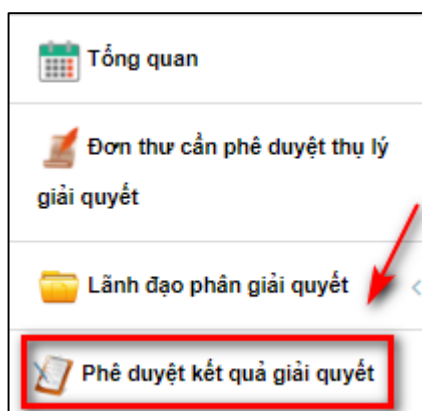 Tổng quan
Đơn thư cần phê duyệt thụ lý
giải quyết
Lãnh đạo phân giải quyết
Phê duyệt kết quả giải quyết